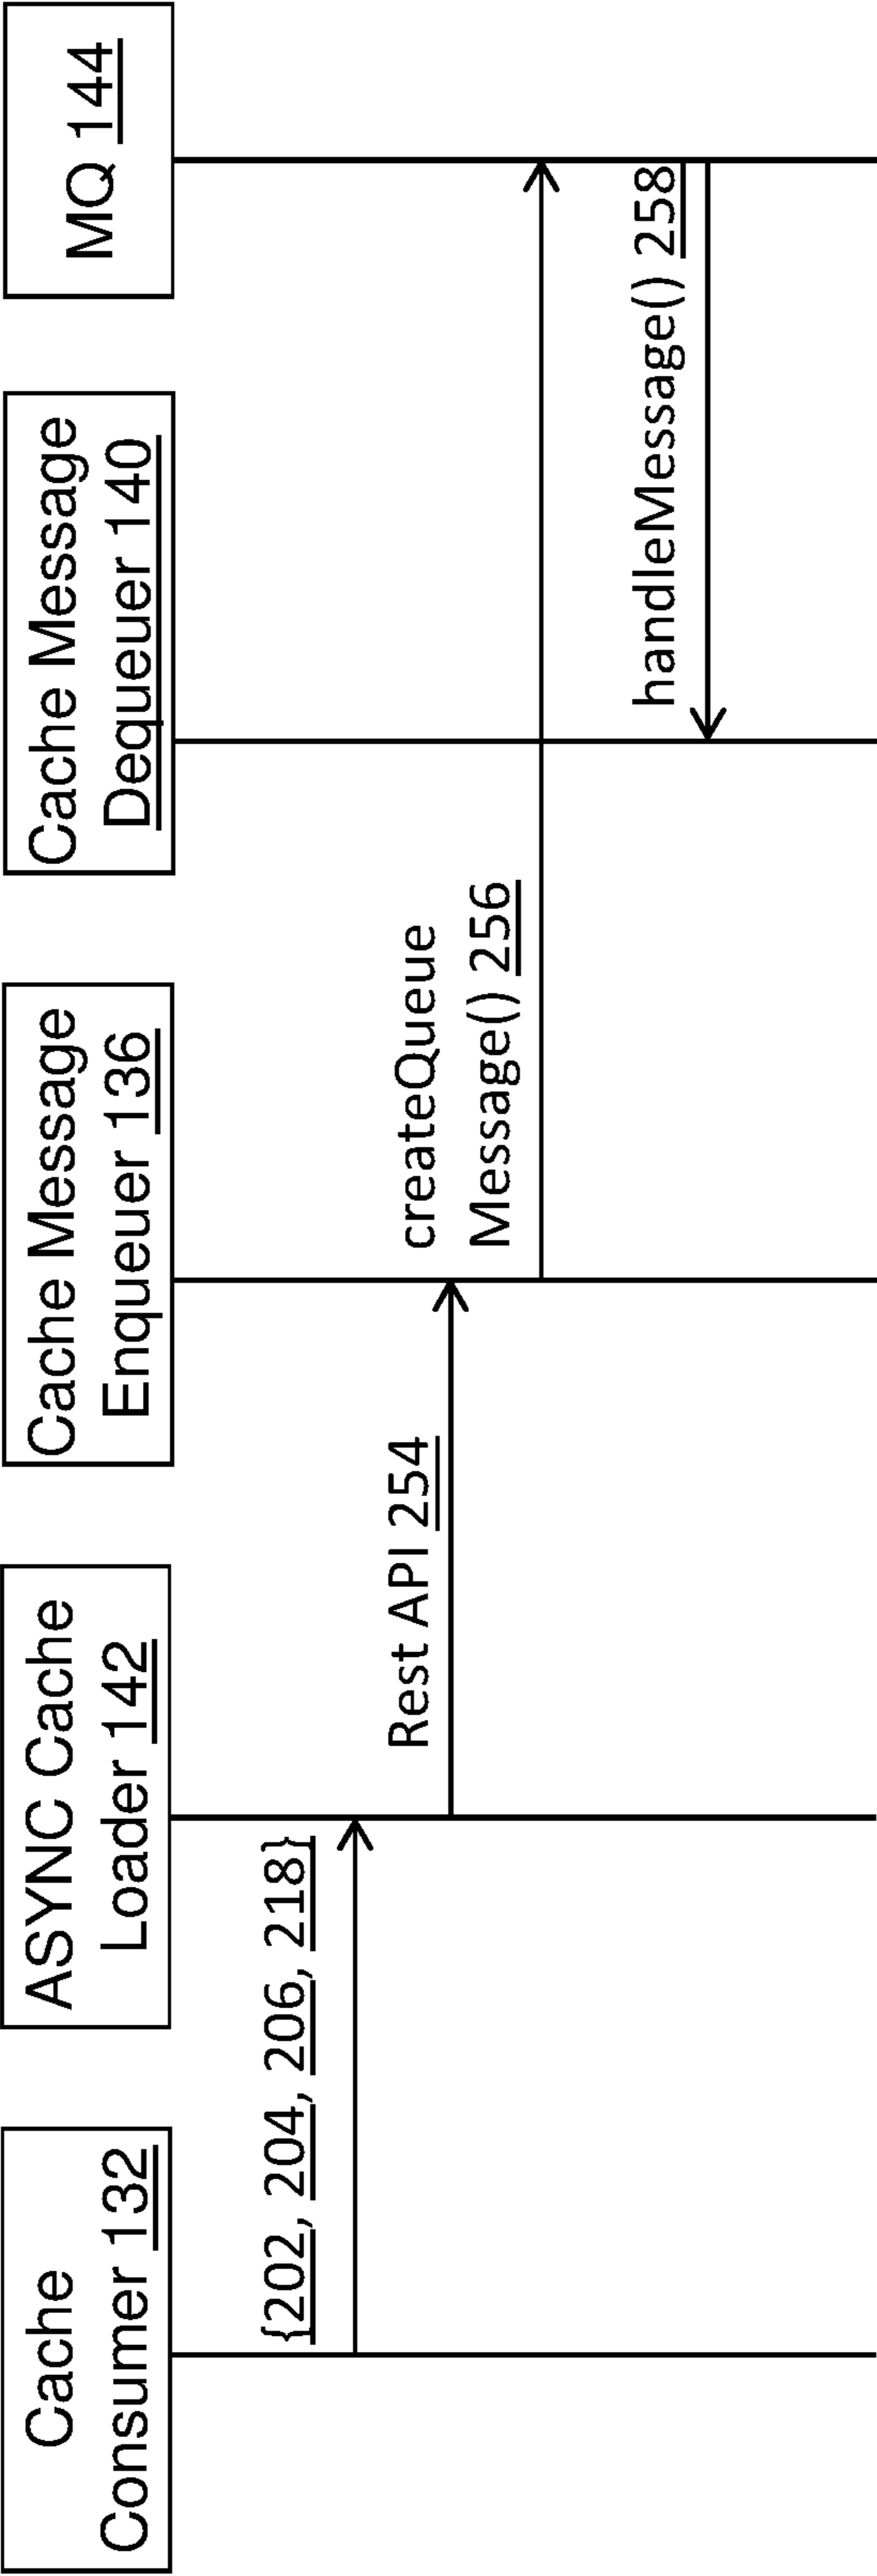 Cache
Consumer 132
ASYNC Cache
Loader 142
Cache Message
Enqueuer 136
Cache Message
Dequeuer 140
MQ 144
{202, 204, 206, 218}
Rest API 254
createQueue
Message() 256
handleMessage() 258